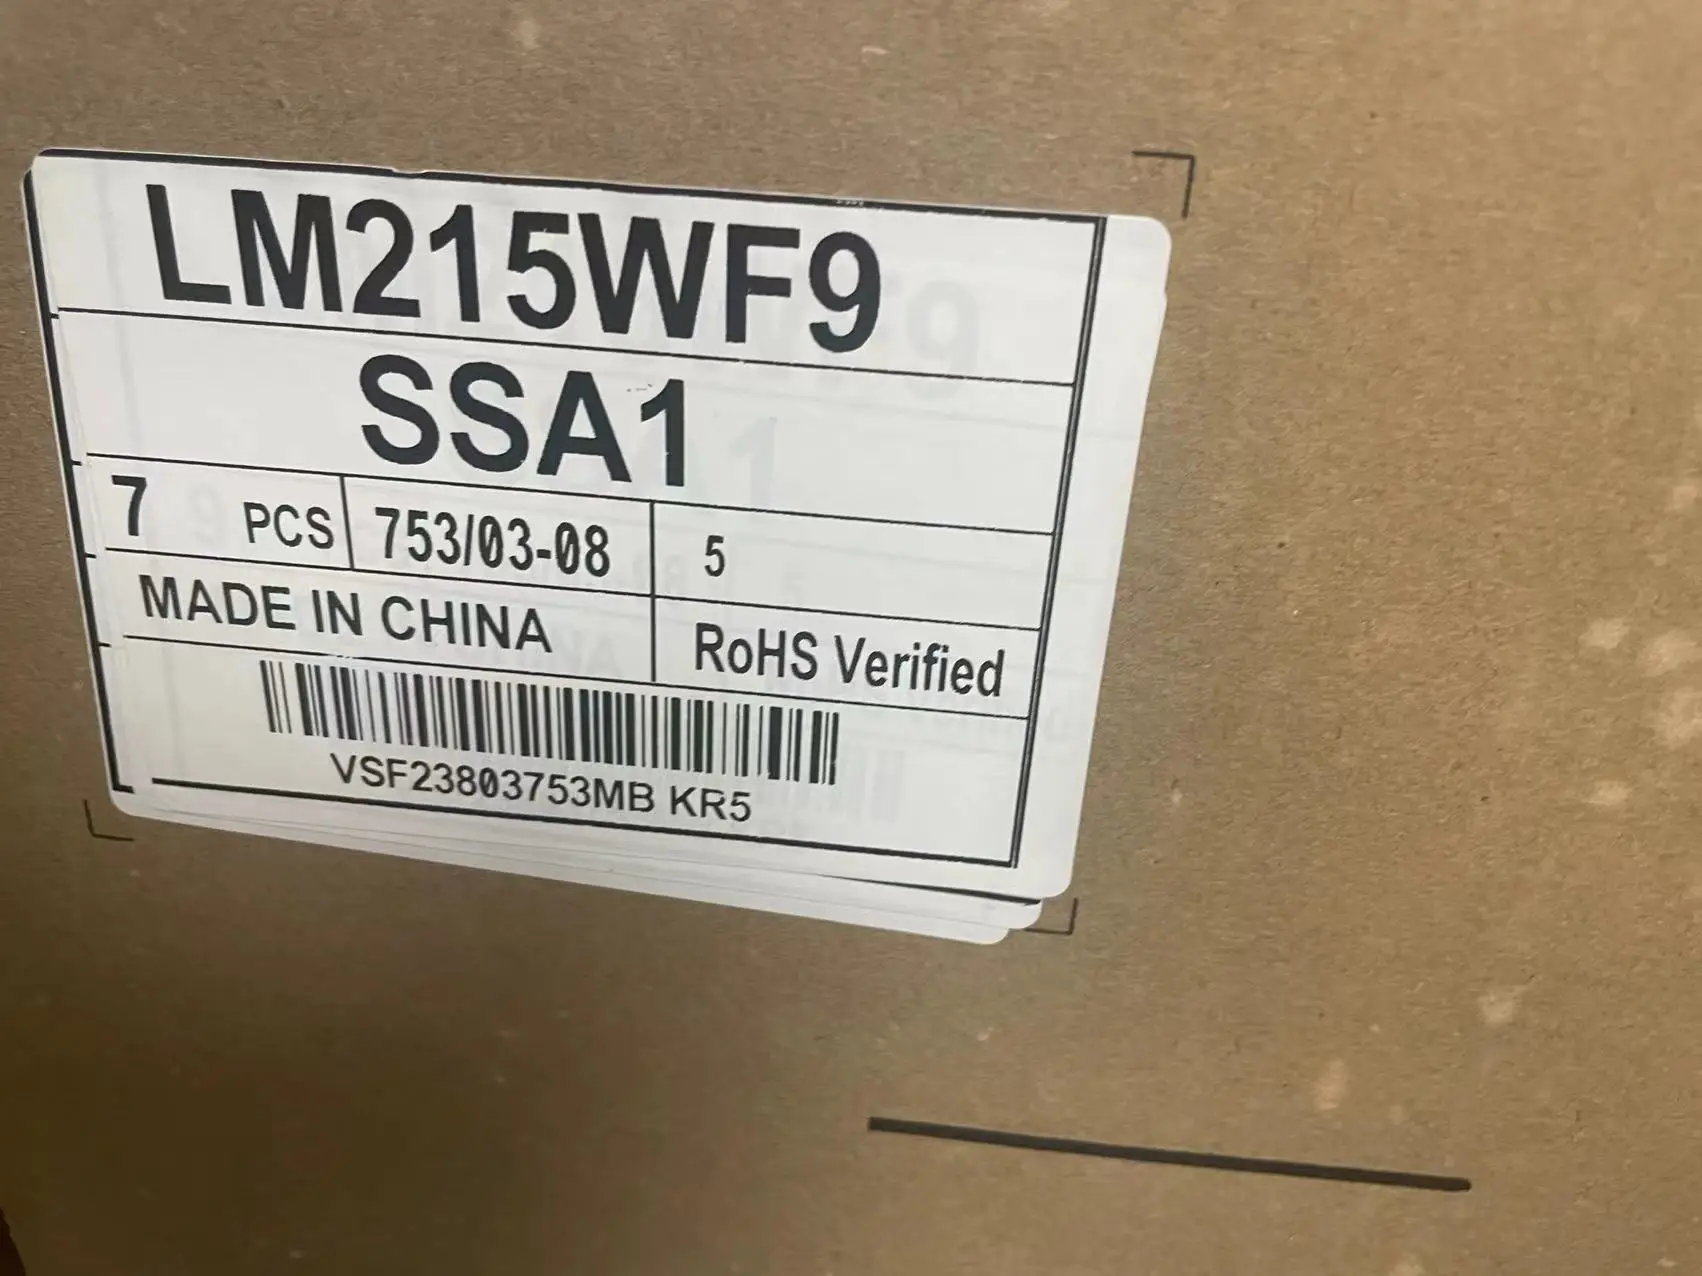 LM215WF9
SSA1
7 PCS 753/03-08 5
MADE IN CHINA RoHS Verified
VSF23803753MB KR5